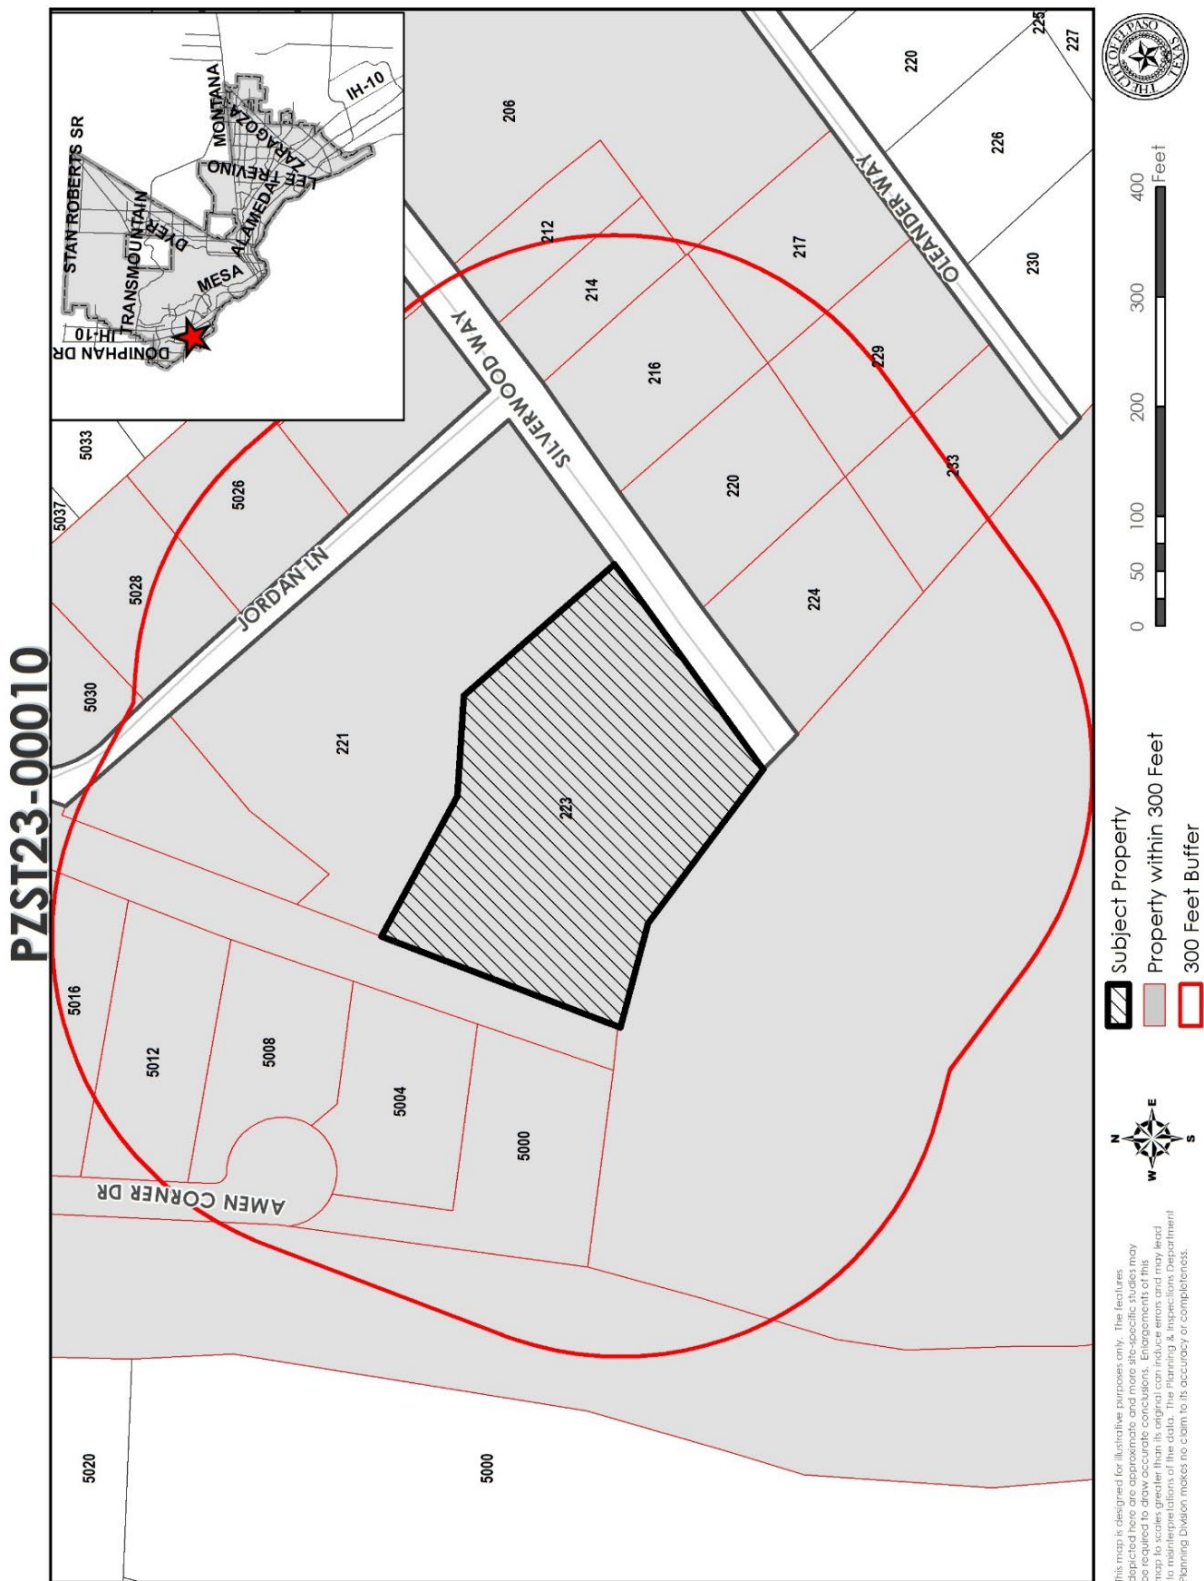 PZST23-00010
STAN ROBERTS SR
DONIPHAN DR
IH-10
TRANSMOUNTAIN
DYER
MESA
ALAMEDA
MONTANA
LEE TREVINO
ZARAGOZA
IH-10
5016
5012
5008
5004
5000
5020
5000
AMEN CORNER DR
5030
5028
5037
5033
5026
JORDAN LN
221
223
SILVERWOOD WAY
206
212
214
216
220
224
217
229
233
OLEANDER WAY
220
225
227
226
230
This map is designed for illustrative purposes only. The features
depicted here are approximate and more site-specific studies may
be required to draw accurate conclusions. Enlargements of this
map to scales greater than its original can induce errors and may lead
to misinterpretations of the data. The Planning & Inspections Department
Planning Division makes no claim to its accuracy or completeness.
N
W
E
S
Subject Property
Property within 300 Feet
300 Feet Buffer
0 50 100 200 300 400
Feet
THE CITY OF EL PASO
TEXAS